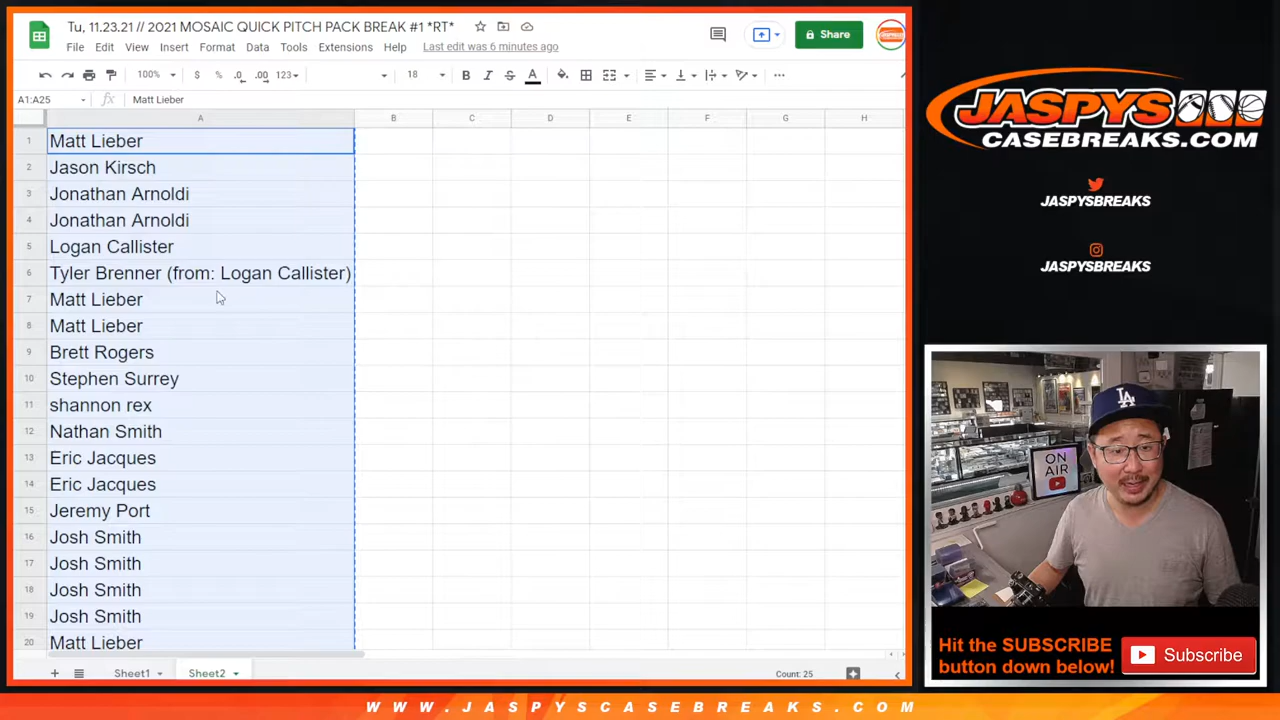 Tu, 11.23.21 // 2021 MOSAIC QUICK PITCH PACK BREAK #1 *RT*
File Edit View Insert Format Data Tools Extensions Help Last edit was 6 minutes ago
Share
100% $ % .0 .00 123 18 B I S A
A1:A25 fx Matt Lieber
A B C D E F G H
1 Matt Lieber
2 Jason Kirsch
3 Jonathan Arnoldi
4 Jonathan Arnoldi
5 Logan Callister
6 Tyler Brenner (from: Logan Callister)
7 Matt Lieber
8 Matt Lieber
9 Brett Rogers
10 Stephen Surrey
11 shannon rex
12 Nathan Smith
13 Eric Jacques
14 Eric Jacques
15 Jeremy Port
16 Josh Smith
17 Josh Smith
18 Josh Smith
19 Josh Smith
20 Matt Lieber
Sheet1 Sheet2 Count: 25
JASPYS
CASEBREAKS.COM
JASPYSBREAKS
JASPYSBREAKS
LA
ON
AIR
Hit the SUBSCRIBE
button down below!
Subscribe
WWW.JASPYSCASEBREAKS.COM